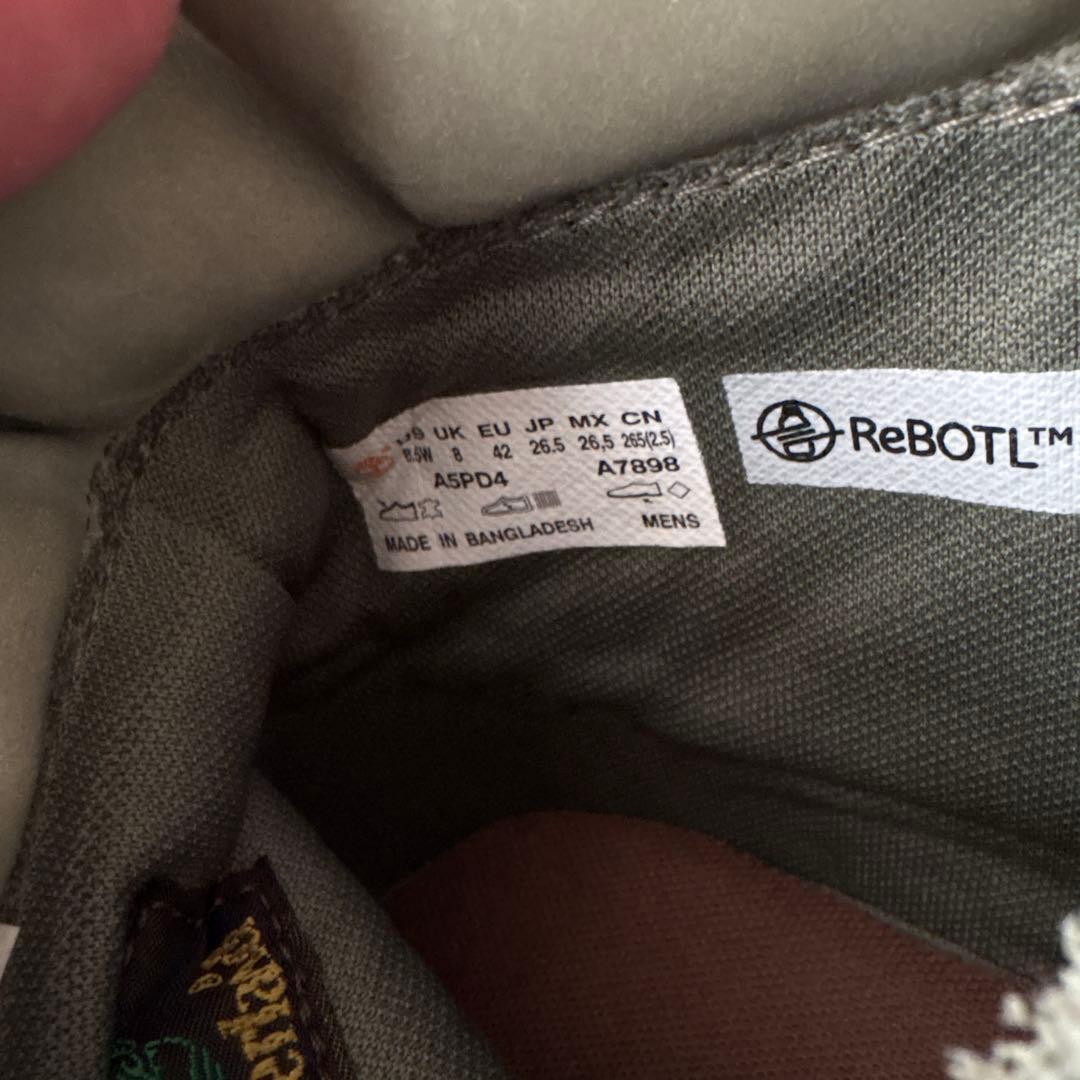 US UK EU JP MX CN
8.5W 8 42 26.5 26,5 265(2.5)
A5PD4 A7898
MADE IN BANGLADESH MENS
ReBOTL™